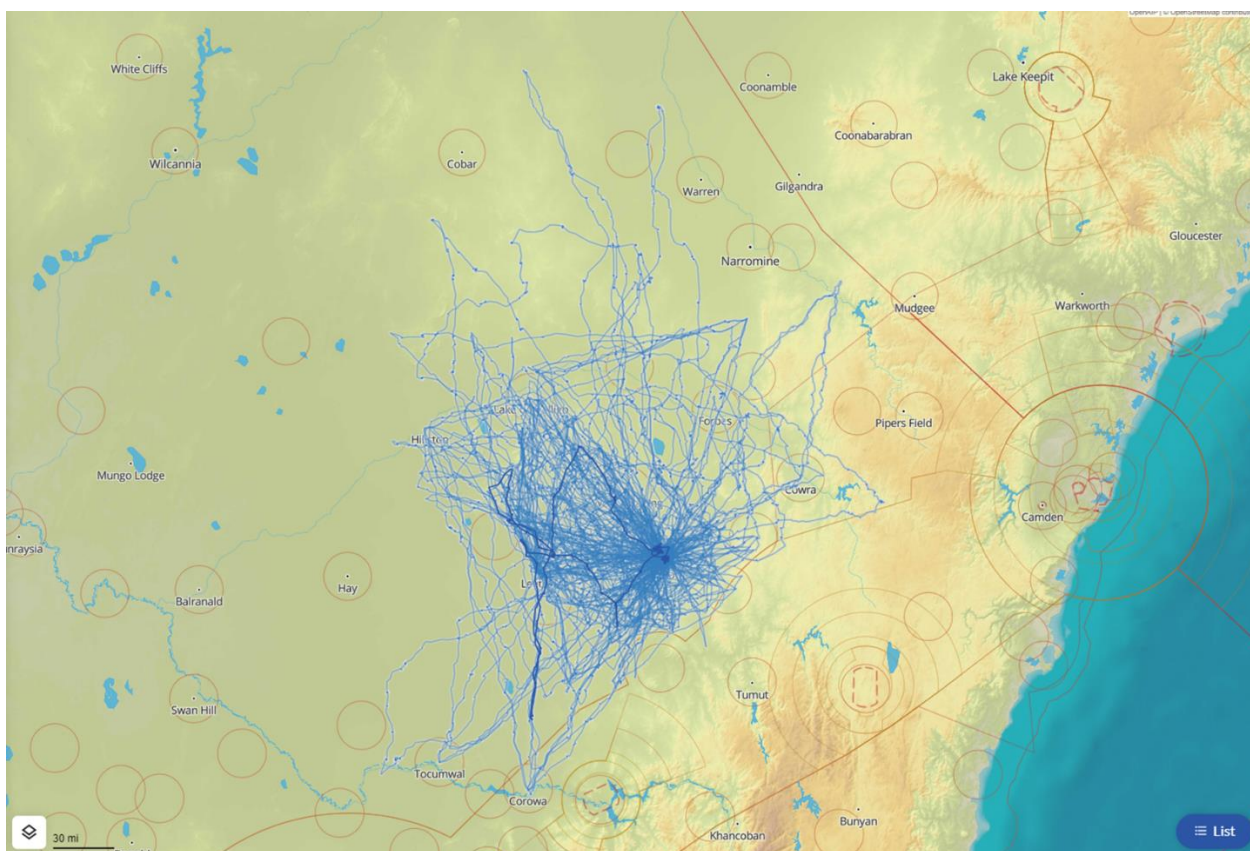 White Cliffs
Coonamble
Lake Keepit
Coonabarabran
Wilcannia
Cobar
Warren
Gilgandra
Gloucester
Narromine
Mudgee
Warkworth
Forbes
Pipers Field
Mungo Lodge
Cowra
Camden
nraysia
Hay
Balranald
Tumut
Swan Hill
Tocumwal
Corowa
Bunyan
Khancoban
30 mi
List